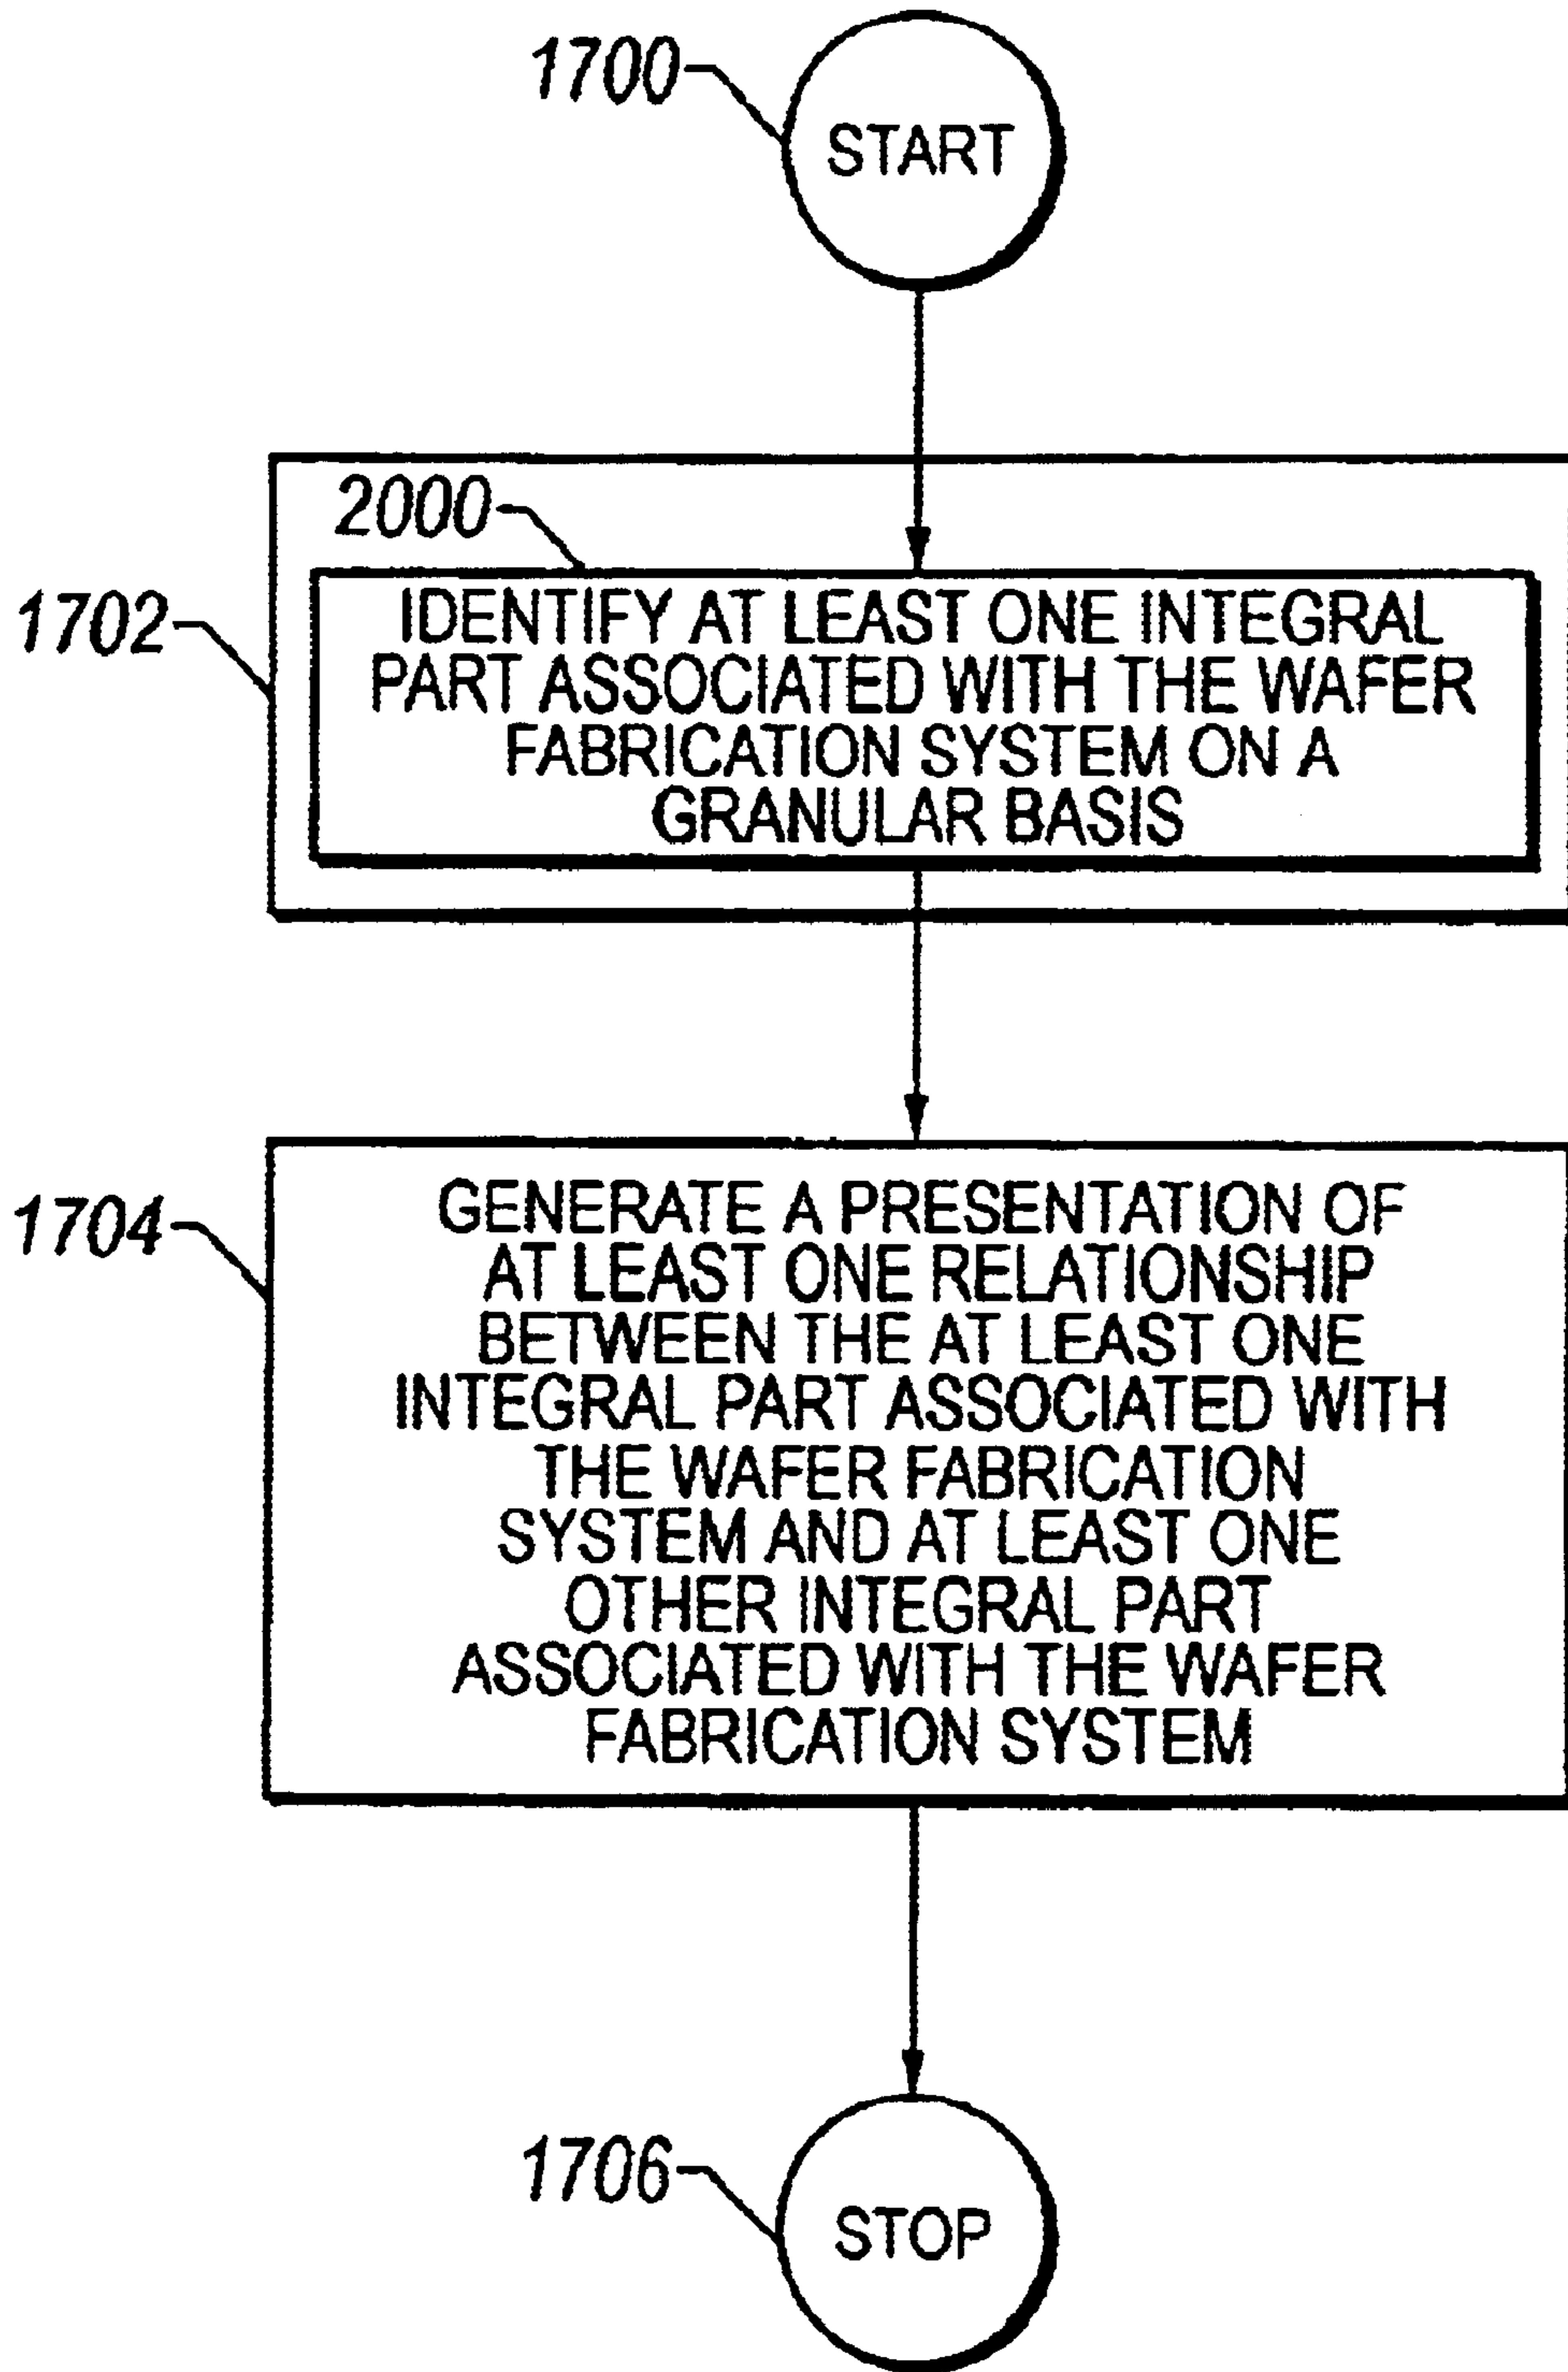 1700
START
2000
1702
IDENTIFY AT LEAST ONE INTEGRAL
PART ASSOCIATED WITH THE WAFER
FABRICATION SYSTEM ON A
GRANULAR BASIS
1704
GENERATE A PRESENTATION OF
AT LEAST ONE RELATIONSHIP
BETWEEN THE AT LEAST ONE
INTEGRAL PART ASSOCIATED WITH
THE WAFER FABRICATION
SYSTEM AND AT LEAST ONE
OTHER INTEGRAL PART
ASSOCIATED WITH THE WAFER
FABRICATION SYSTEM
1706
STOP